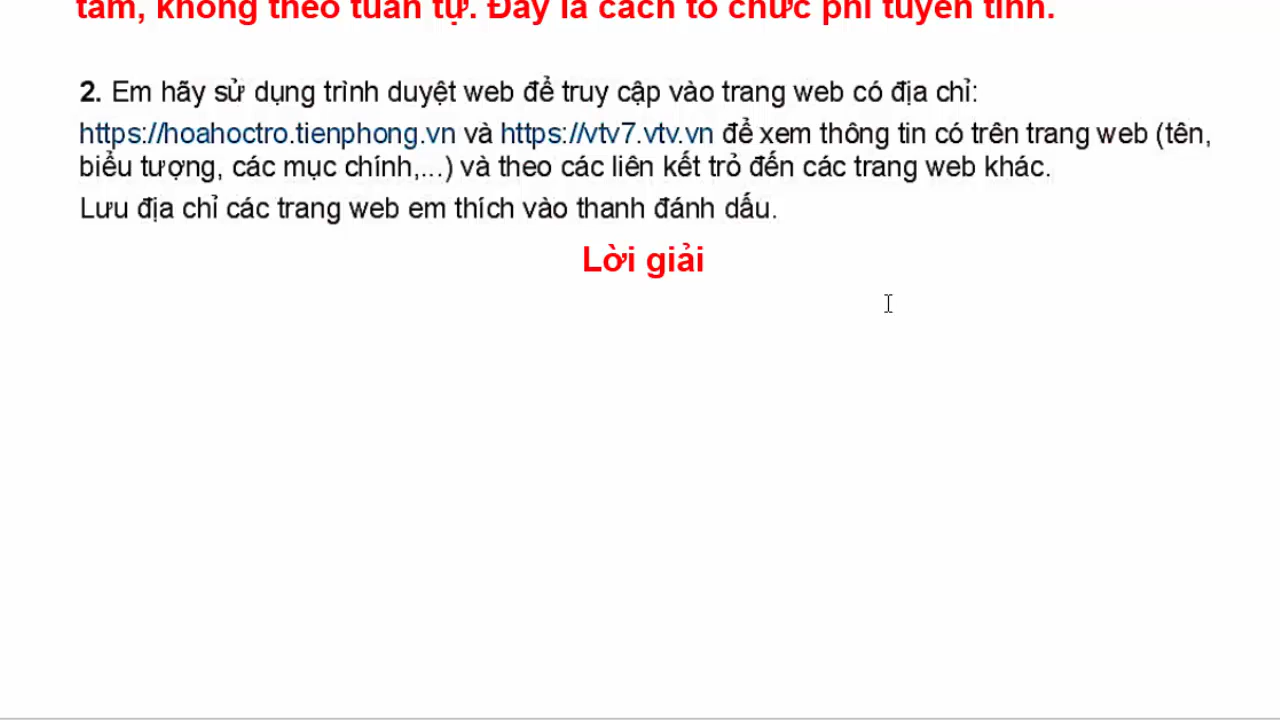 tâm, không theo tuần tự. Đây là cách tổ chức phi tuyến tính.
2. Em hãy sử dụng trình duyệt web để truy cập vào trang web có địa chỉ:
https://hoahoctro.tienphong.vn và https://vtv7.vtv.vn để xem thông tin có trên trang web (tên,
biểu tượng, các mục chính,...) và theo các liên kết trỏ đến các trang web khác.
Lưu địa chỉ các trang web em thích vào thanh đánh dấu.
Lời giải